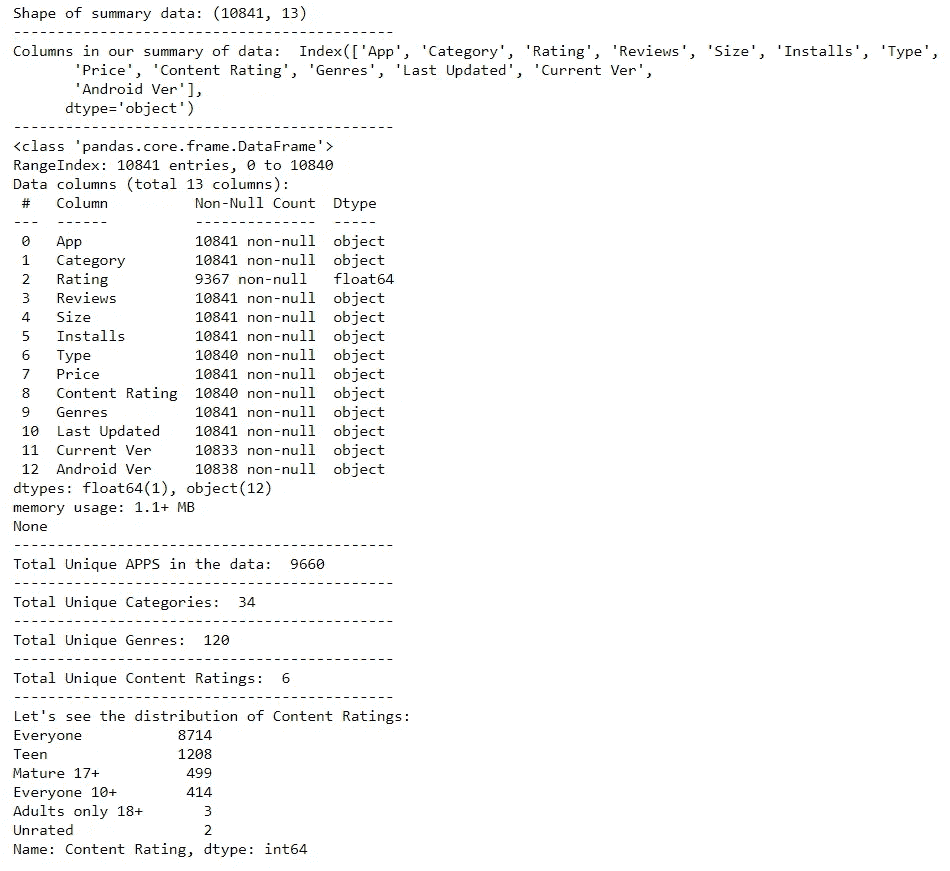 Shape of summary data: (10841, 13)
--------------------------------------------
Columns in our summary of data:  Index(['App', 'Category', 'Rating', 'Reviews', 'Size', 'Installs', 'Type',
       'Price', 'Content Rating', 'Genres', 'Last Updated', 'Current Ver',
       'Android Ver'],
      dtype='object')
--------------------------------------------
<class 'pandas.core.frame.DataFrame'>
RangeIndex: 10841 entries, 0 to 10840
Data columns (total 13 columns):
 #   Column          Non-Null Count  Dtype
---  ------          --------------  -----
 0   App             10841 non-null  object
 1   Category        10841 non-null  object
 2   Rating          9367 non-null   float64
 3   Reviews         10841 non-null  object
 4   Size            10841 non-null  object
 5   Installs        10841 non-null  object
 6   Type            10840 non-null  object
 7   Price           10841 non-null  object
 8   Content Rating  10840 non-null  object
 9   Genres          10841 non-null  object
 10  Last Updated    10841 non-null  object
 11  Current Ver     10833 non-null  object
 12  Android Ver     10838 non-null  object
dtypes: float64(1), object(12)
memory usage: 1.1+ MB
None
--------------------------------------------
Total Unique APPS in the data:  9660
--------------------------------------------
Total Unique Categories:  34
--------------------------------------------
Total Unique Genres:  120
--------------------------------------------
Total Unique Content Ratings:  6
--------------------------------------------
Let's see the distribution of Content Ratings:
Everyone           8714
Teen               1208
Mature 17+          499
Everyone 10+        414
Adults only 18+       3
Unrated               2
Name: Content Rating, dtype: int64